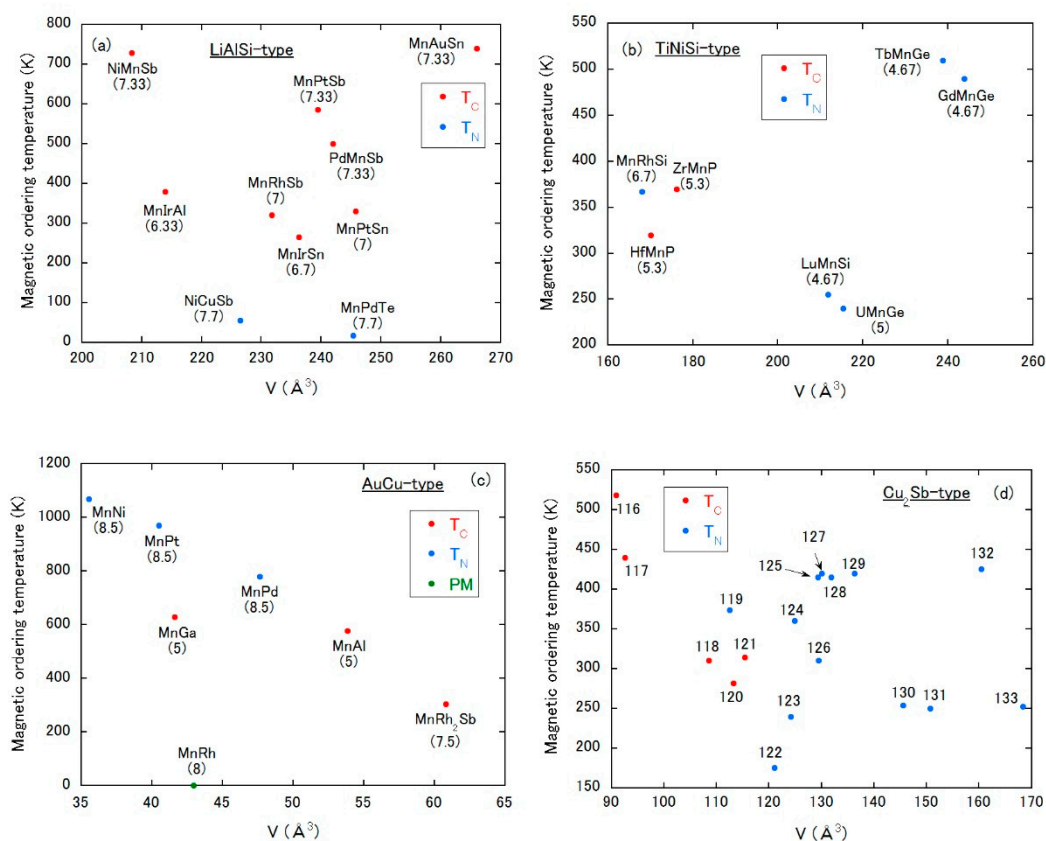 (a)
LiAlSi-type
Magnetic ordering temperature (K)
800
700
600
500
400
300
200
100
0
NiMnSb
(7.33)
MnAuSn
(7.33)
MnPtSb
(7.33)
T_C
T_N
PdMnSb
(7.33)
MnRhSb
(7)
MnIrAl
(6.33)
MnPtSn
(7)
MnIrSn
(6.7)
NiCuSb
(7.7)
MnPdTe
(7.7)
200 210 220 230 240 250 260 270
V (Å³)
(b)
TiNiSi-type
Magnetic ordering temperature (K)
550
500
450
400
350
300
250
200
T_C
T_N
TbMnGe
(4.67)
GdMnGe
(4.67)
MnRhSi
(6.7)
ZrMnP
(5.3)
HfMnP
(5.3)
LuMnSi
(4.67)
UMnGe
(5)
160 180 200 220 240 260
V (Å³)
AuCu-type
(c)
Magnetic ordering temperature (K)
1200
1000
800
600
400
200
0
MnNi
(8.5)
MnPt
(8.5)
T_C
T_N
PM
MnPd
(8.5)
MnGa
(5)
MnAl
(5)
MnRh₂Sb
(7.5)
MnRh
(8)
35 40 45 50 55 60 65
V (Å³)
Cu₂Sb-type
(d)
Magnetic ordering temperature (K)
550
500
450
400
350
300
250
200
150
T_C
T_N
116
117
127
125
129
132
128
119
124
118
121
126
120
123
130
131
133
122
90 100 110 120 130 140 150 160 170
V (Å³)